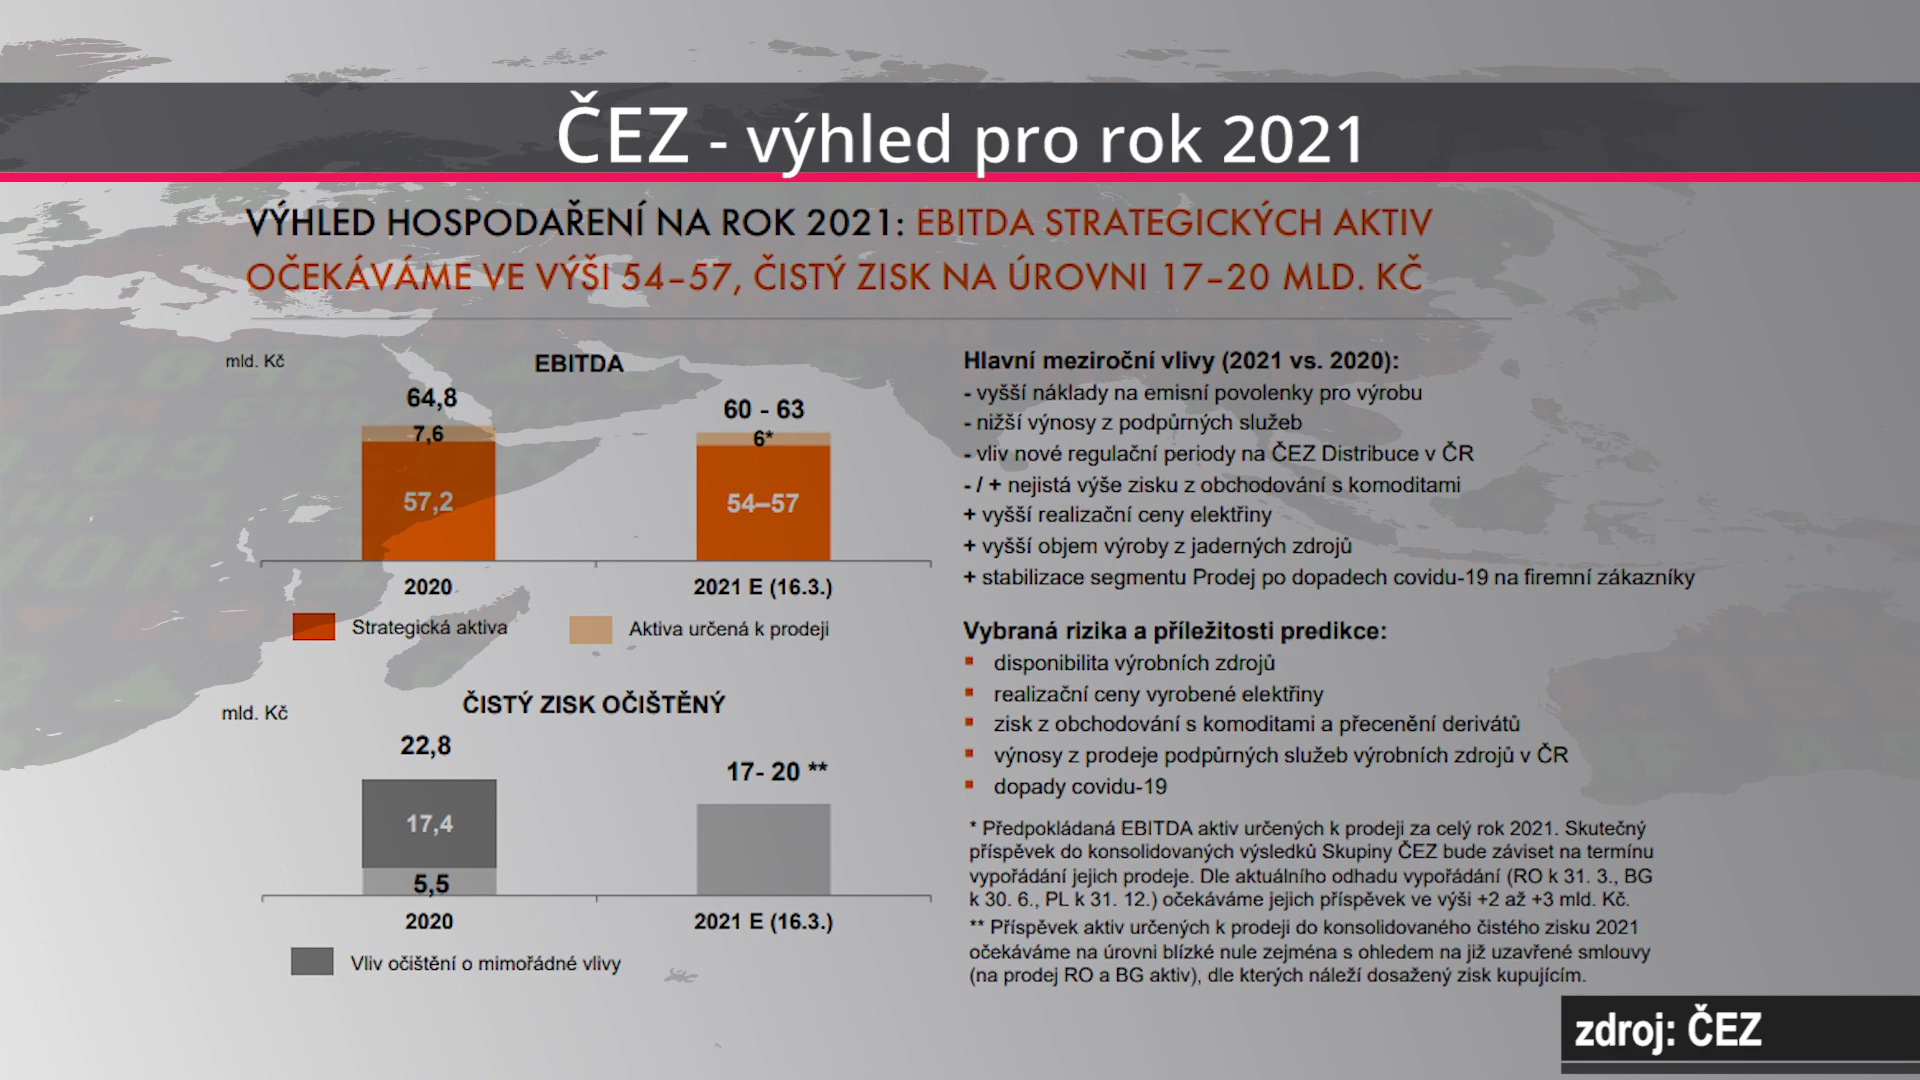 ČEZ - výhled pro rok 2021
VÝHLED HOSPODAŘENÍ NA ROK 2021: EBITDA STRATEGICKÝCH AKTIV
OČEKÁVÁME VE VÝŠI 54–57, ČISTÝ ZISK NA ÚROVNI 17–20 MLD. KČ
mld. Kč
EBITDA
64,8
60 - 63
7,6
6*
57,2
54–57
2020
2021 E (16.3.)
Strategická aktiva
Aktiva určená k prodeji
mld. Kč
ČISTÝ ZISK OČIŠTĚNÝ
22,8
17- 20 **
17,4
5,5
2020
2021 E (16.3.)
Vliv očištění o mimořádné vlivy
Hlavní meziroční vlivy (2021 vs. 2020):
- vyšší náklady na emisní povolenky pro výrobu
- nižší výnosy z podpůrných služeb
- vliv nové regulační periody na ČEZ Distribuce v ČR
- / + nejistá výše zisku z obchodování s komoditami
+ vyšší realizační ceny elektřiny
+ vyšší objem výroby z jaderných zdrojů
+ stabilizace segmentu Prodej po dopadech covidu-19 na firemní zákazníky
Vybraná rizika a příležitosti predikce:
▪ disponibilita výrobních zdrojů
▪ realizační ceny vyrobené elektřiny
▪ zisk z obchodování s komoditami a přecenění derivátů
▪ výnosy z prodeje podpůrných služeb výrobních zdrojů v ČR
▪ dopady covidu-19
* Předpokládaná EBITDA aktiv určených k prodeji za celý rok 2021. Skutečný
příspěvek do konsolidovaných výsledků Skupiny ČEZ bude záviset na termínu
vypořádání jejich prodeje. Dle aktuálního odhadu vypořádání (RO k 31. 3., BG
k 30. 6., PL k 31. 12.) očekáváme jejich příspěvek ve výši +2 až +3 mld. Kč.
** Příspěvek aktiv určených k prodeji do konsolidovaného čistého zisku 2021
očekáváme na úrovni blízké nule zejména s ohledem na již uzavřené smlouvy
(na prodej RO a BG aktiv), dle kterých náleží dosažený zisk kupujícím.
zdroj: ČEZ